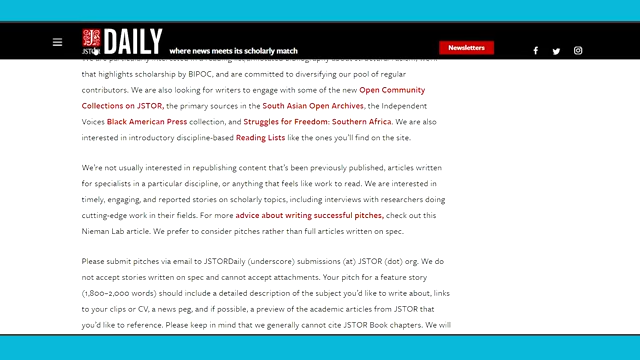 JSTOR DAILY where news meets its scholarly match
Newsletters
that highlights scholarship by BIPOC, and are committed to diversifying our pool of regular
contributors. We are also looking for writers to engage with some of the new Open Community
Collections on JSTOR, the primary sources in the South Asian Open Archives, the Independent
Voices Black American Press collection, and Struggles for Freedom: Southern Africa. We are also
interested in introductory discipline-based Reading Lists like the ones you'll find on the site.
We're not usually interested in republishing content that's been previously published, articles written
for specialists in a particular discipline, or anything that feels like work to read. We are interested in
timely, engaging, and reported stories on scholarly topics, including interviews with researchers doing
cutting-edge work in their fields. For more advice about writing successful pitches, check out this
Nieman Lab article. We prefer to consider pitches rather than full articles written on spec.
Please submit pitches via email to JSTORDaily (underscore) submissions (at) JSTOR (dot) org. We do
not accept stories written on spec and cannot accept attachments. Your pitch for a feature story
(1,800–2,000 words) should include a detailed description of the subject you'd like to write about, links
to your clips or CV, a news peg, and if possible, a preview of the academic articles from JSTOR that
you'd like to reference. Please keep in mind that we generally cannot cite JSTOR Book chapters. We will